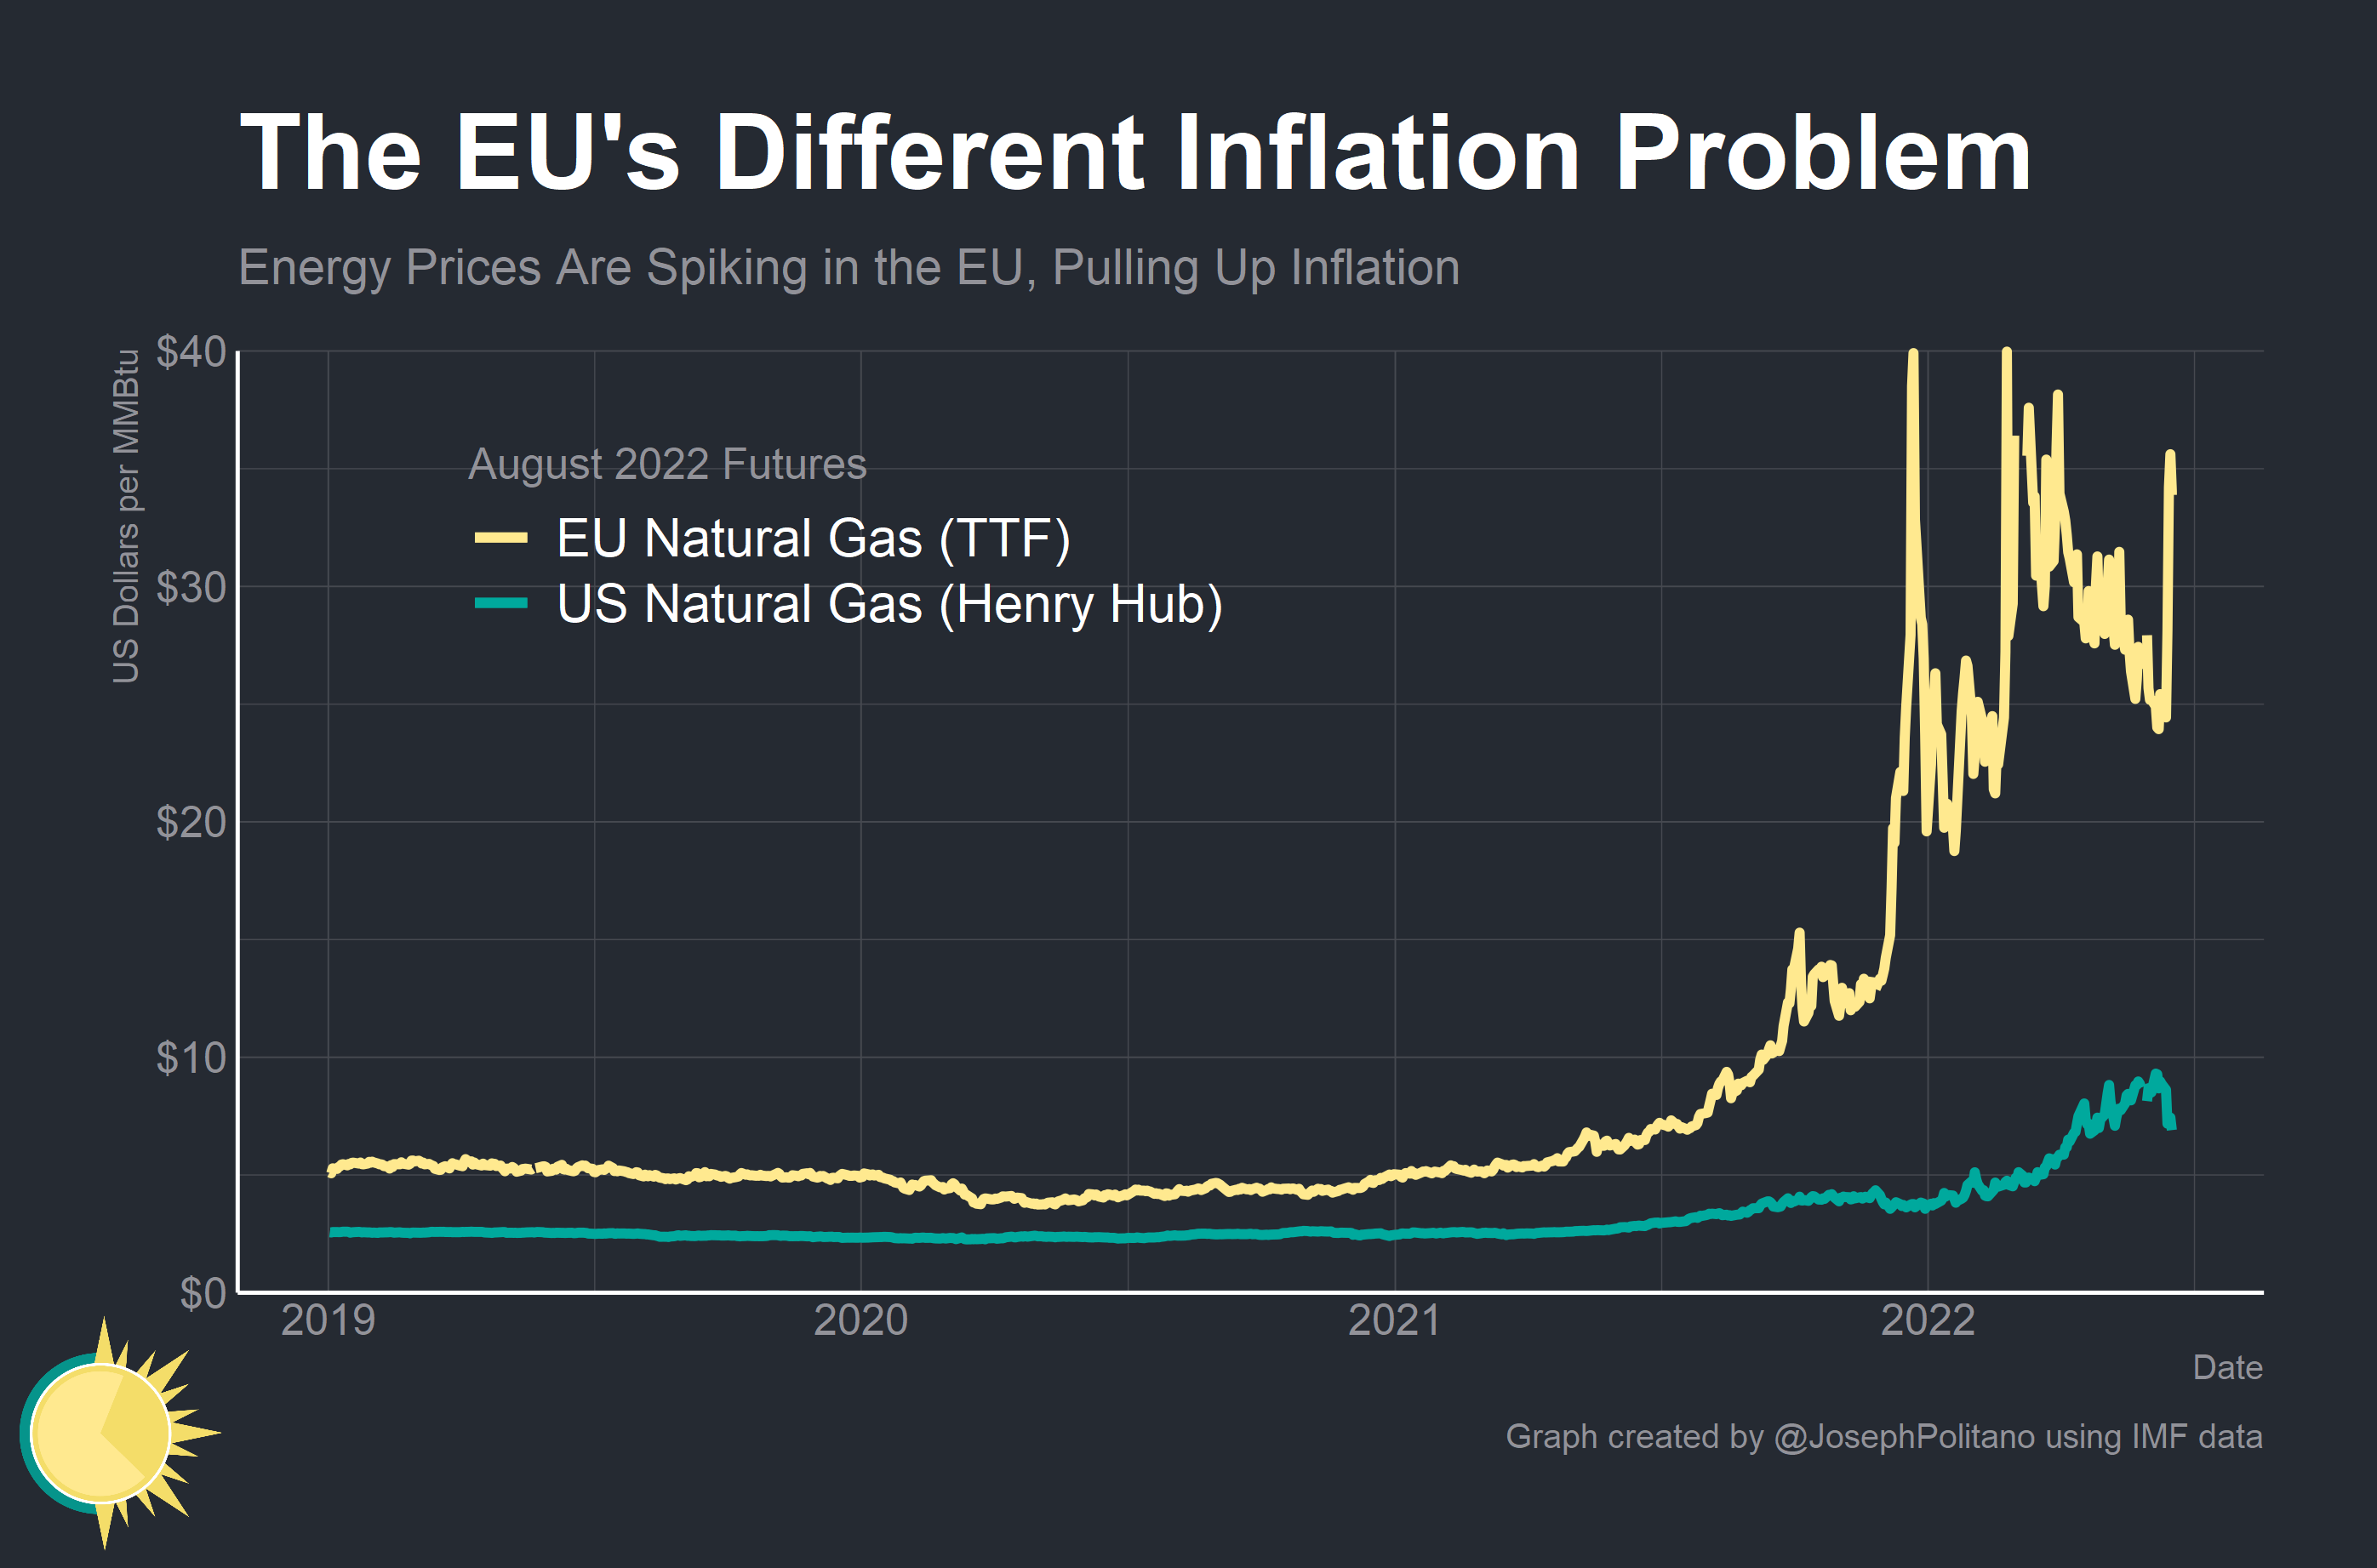 The EU's Different Inflation Problem
Energy Prices Are Spiking in the EU, Pulling Up Inflation
US Dollars per MMBtu
$40
$30
$20
$10
$0
August 2022 Futures
EU Natural Gas (TTF)
US Natural Gas (Henry Hub)
2019 2020 2021 2022
Date
Graph created by @JosephPolitano using IMF data